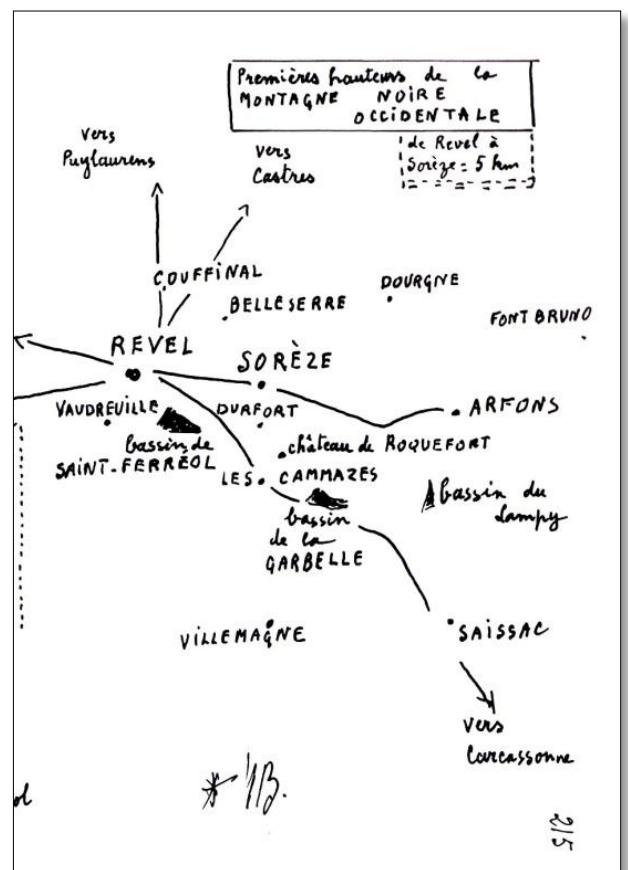 Premières hauteurs de la
MONTAGNE NOIRE
OCCIDENTALE
de Revel à
Sorèze = 5 km
vers
Puylaurens
vers
Castres
COUFFINAL
DOURGNE
BELLESERRE
FONT BRUNO
REVEL
SORÈZE
VAUDREUILLE
DURFORT
ARFONS
bassin de
SAINT-FERRÉOL
château de ROQUEFORT
LES CAMMAZES
bassin du
Lampy
bassin
de la
GARBELLE
VILLEMAGNE
SAISSAC
vers
Carcassonne
ol
2/5